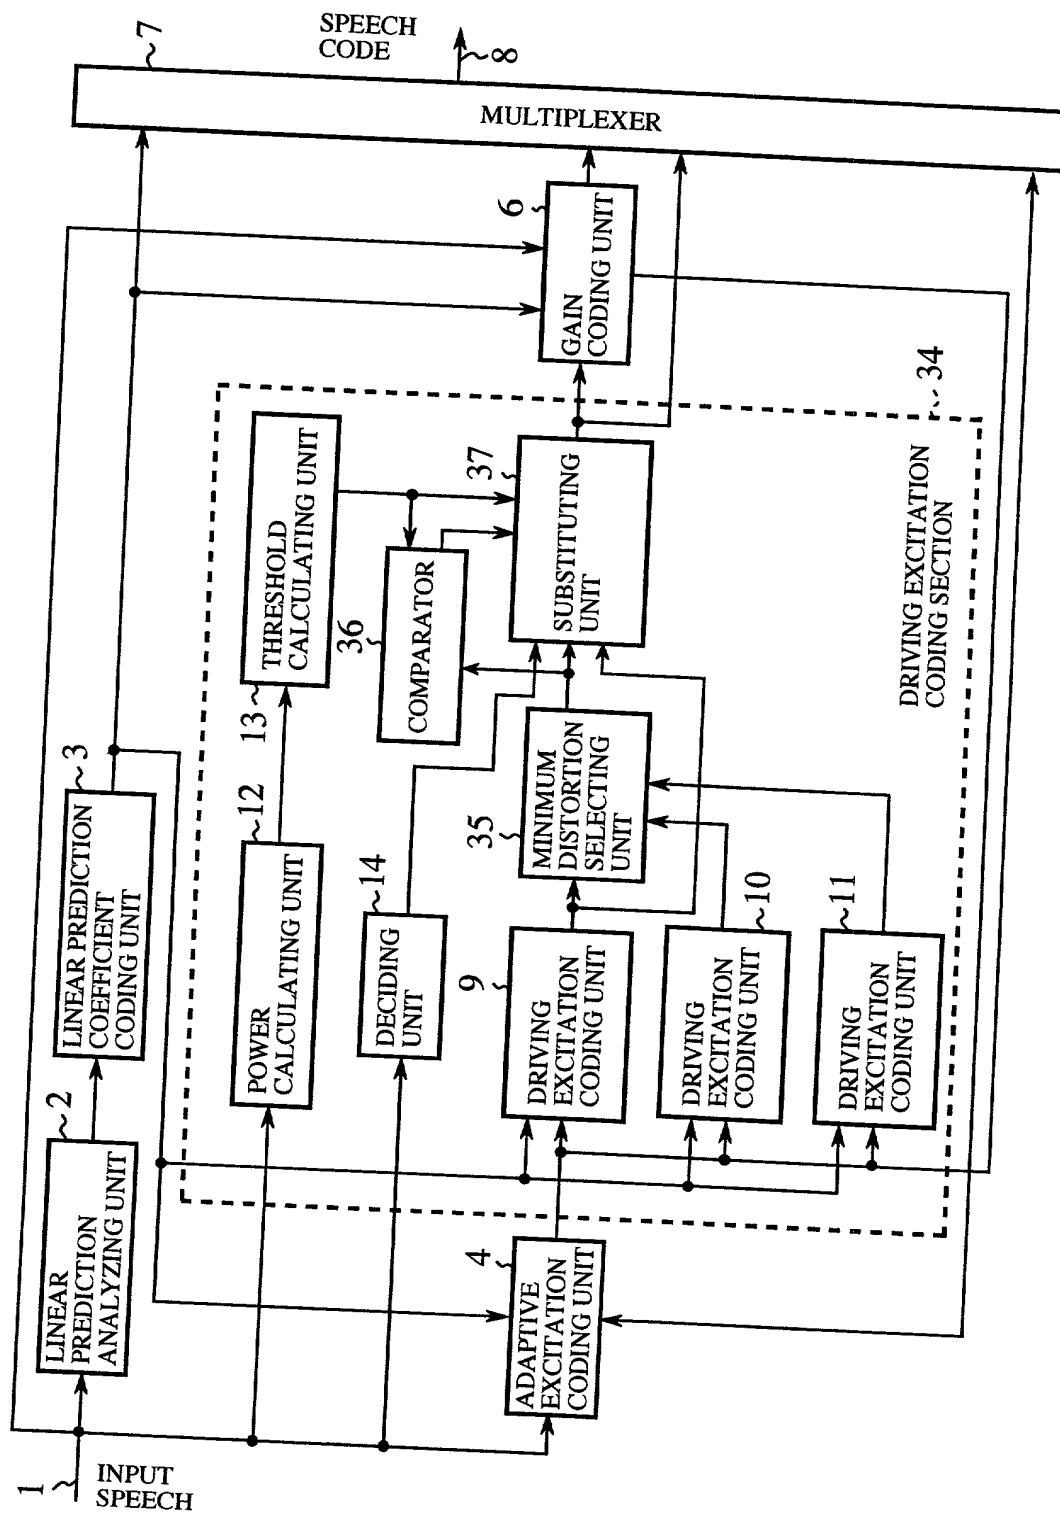 1
INPUT
SPEECH
2
LINEAR
PREDICTION
ANALYZING UNIT
3
LINEAR PREDICTION
COEFFICIENT
CODING UNIT
4
ADAPTIVE
EXCITATION
CODING UNIT
12
POWER
CALCULATING UNIT
13
THRESHOLD
CALCULATING UNIT
14
DECIDING
UNIT
36
COMPARATOR
9
DRIVING
EXCITATION
CODING UNIT
10
DRIVING
EXCITATION
CODING UNIT
11
DRIVING
EXCITATION
CODING UNIT
35
MINIMUM
DISTORTION
SELECTING
UNIT
37
SUBSTITUTING
UNIT
DRIVING EXCITATION
CODING SECTION
34
6
GAIN
CODING UNIT
7
MULTIPLEXER
SPEECH
CODE
8